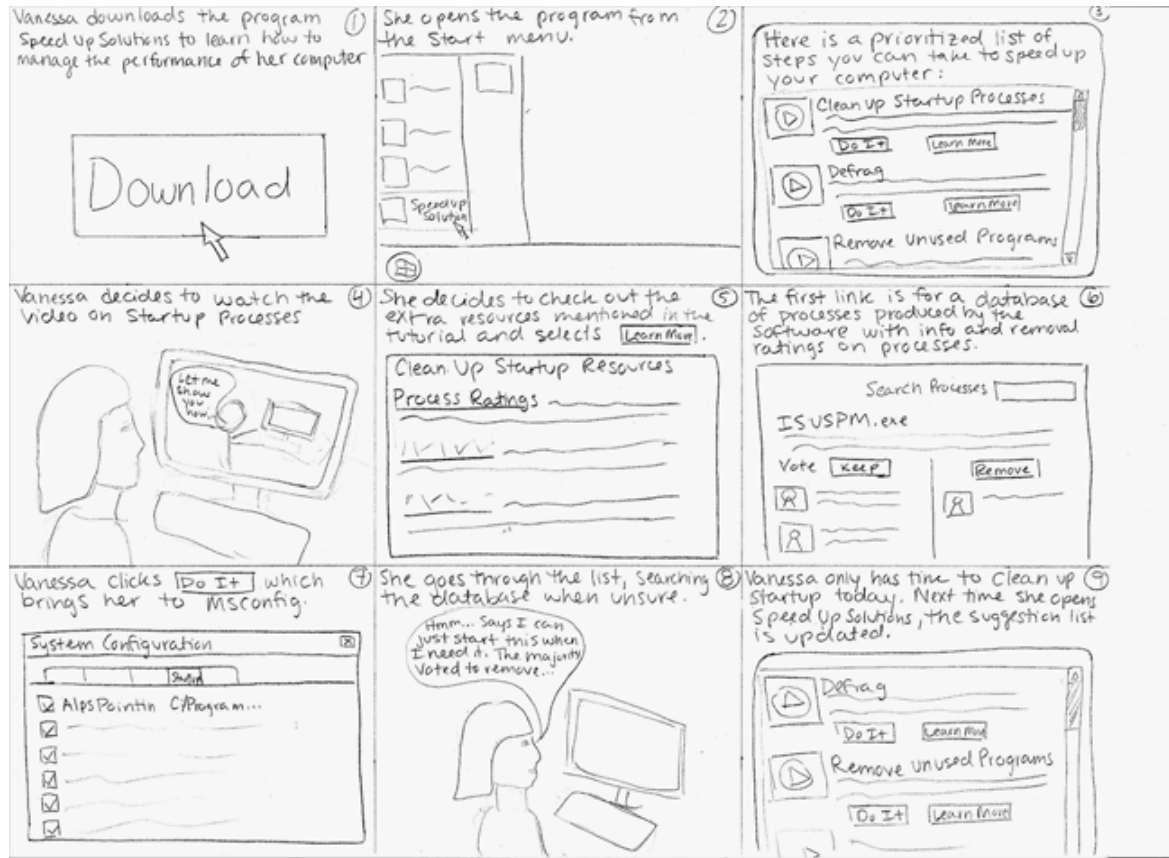 Vanessa downloads the program
Speed Up Solutions to learn how to
manage the performance of her computer
1
Download
She opens the program from
the Start menu.
2
Speedup
Solution
3
Here is a prioritized list of
steps you can take to speed up
your computer:
Clean up Startup Processes
Do It Learn More
Defrag
Do It Learn More
Remove Unused Programs
Vanessa decides to watch the
video on Startup Processes
4
Let me
show
you
how...
She decides to check out the
extra resources mentioned in the
tutorial and selects Learn More.
5
Clean Up Startup Resources
Process Ratings
The first link is for a database
of processes produced by the
software with info and removal
ratings on processes.
6
Search Processes
ISUSPM.exe
Vote Keep Remove
Vanessa clicks Do It which
brings her to msconfig.
7
System Configuration
Startup
AlpsPointin C:/Program...
She goes through the list, searching
the database when unsure.
8
Hmm... Says I can
just start this when
I need it. The majority
voted to remove...
Vanessa only has time to clean up
Startup today. Next time she opens
Speed Up Solutions, the suggestion list
is updated.
9
Defrag
Do It Learn More
Remove Unused Programs
Do It Learn More